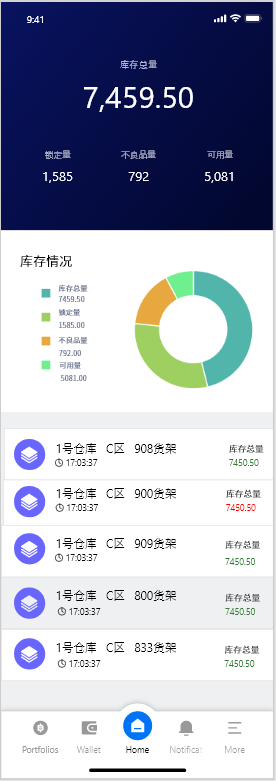 9:41
库存总量
7,459.50
锁定量 不良品量 可用量
1,585 792 5,081
库存情况
库存总量
7459.50
锁定量
1585.00
不良品量
792.00
可用量
5081.00
1号仓库 C区 908货架 库存总量
17:03:37 7450.50
1号仓库 C区 900货架 库存总量
17:03:37 7450.50
1号仓库 C区 909货架 库存总量
17:03:37 7450.50
1号仓库 C区 800货架 库存总量
17:03:37 7450.50
1号仓库 C区 833货架 库存总量
17:03:37 7450.50
Portfolios Wallet Home Notificat More